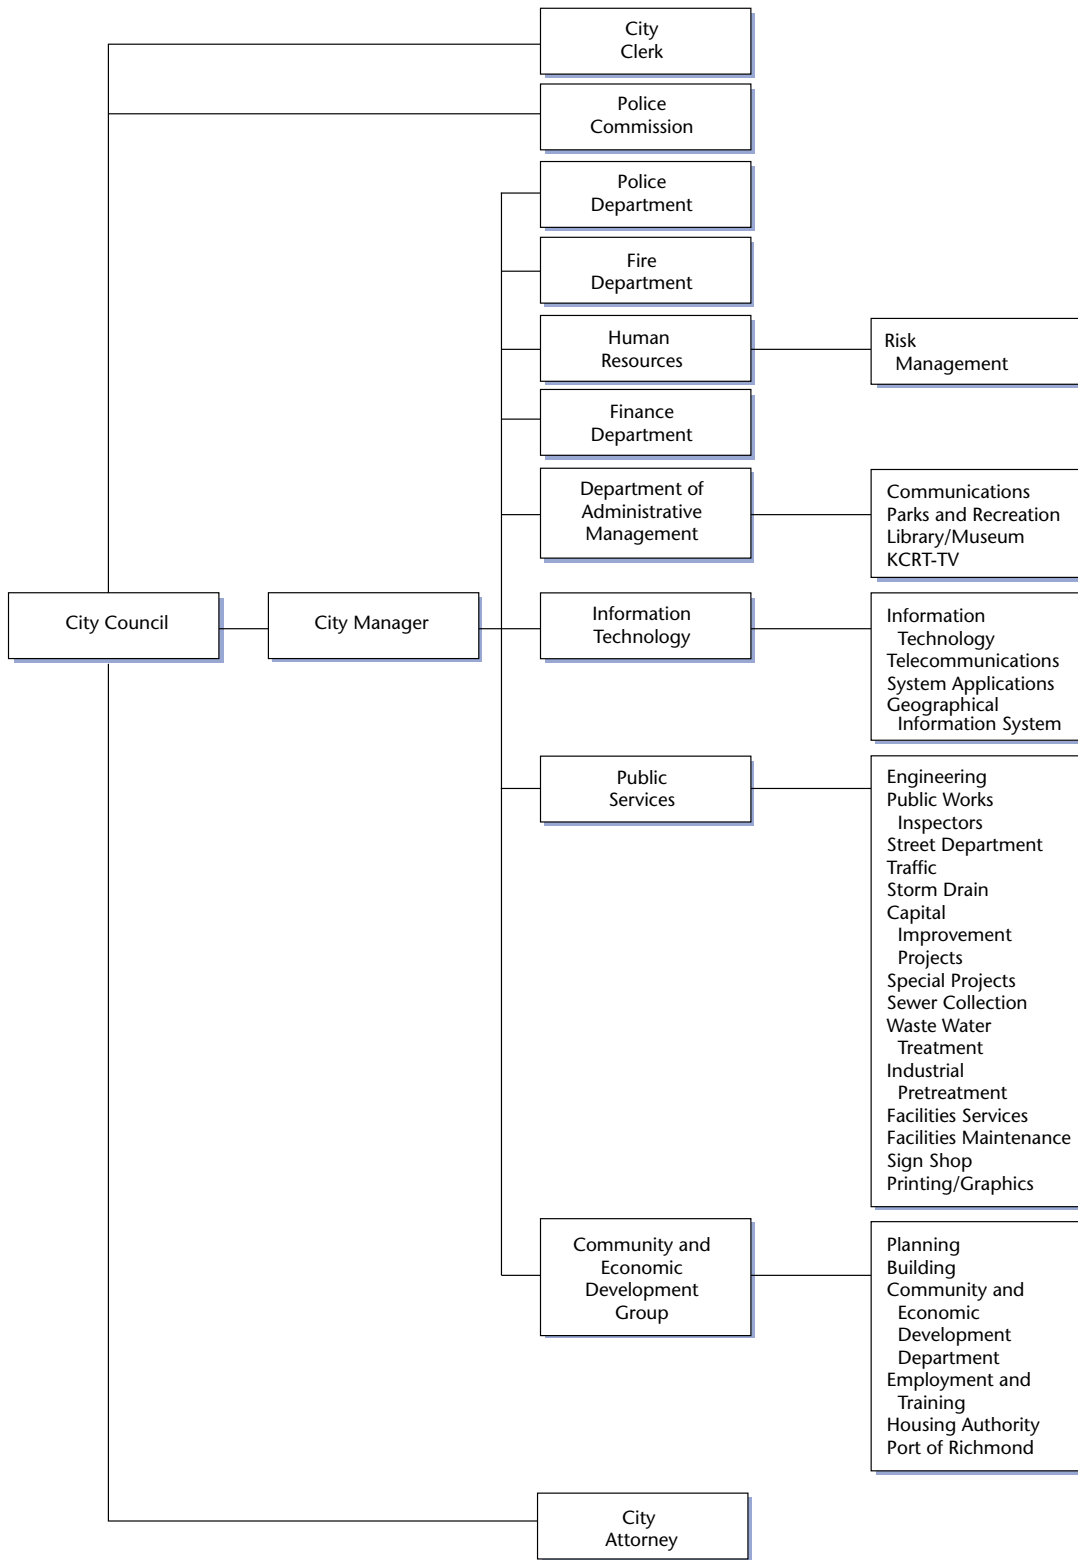 City
Clerk
Police
Commission
Police
Department
Fire
Department
Human
Resources
Risk
Management
Finance
Department
Department of
Administrative
Management
Communications
Parks and Recreation
Library/Museum
KCRT-TV
City Council
City Manager
Information
Technology
Information
Technology
Telecommunications
System Applications
Geographical
Information System
Public
Services
Engineering
Public Works
Inspectors
Street Department
Traffic
Storm Drain
Capital
Improvement
Projects
Special Projects
Sewer Collection
Waste Water
Treatment
Industrial
Pretreatment
Facilities Services
Facilities Maintenance
Sign Shop
Printing/Graphics
Community and
Economic
Development
Group
Planning
Building
Community and
Economic
Development
Department
Employment and
Training
Housing Authority
Port of Richmond
City
Attorney